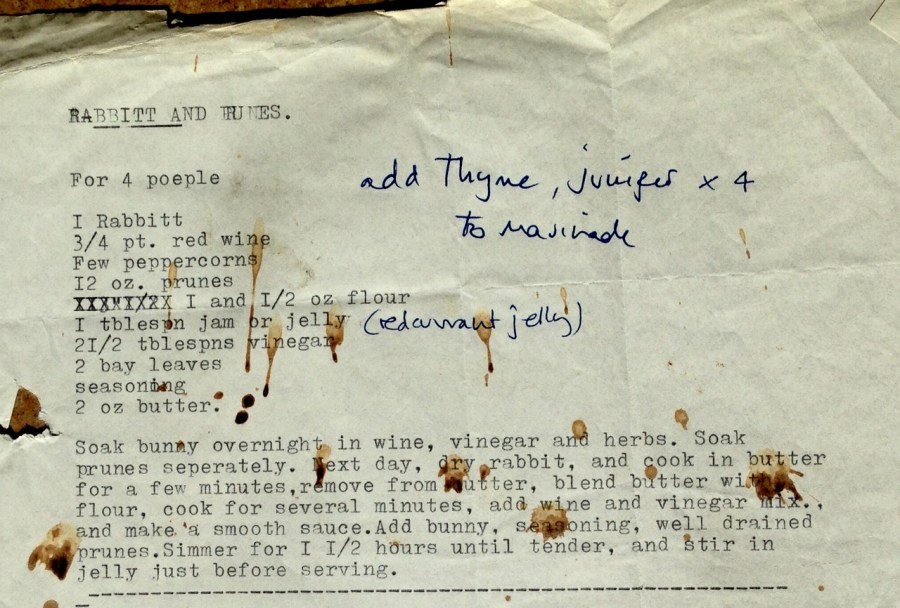 RABBITT AND PRUNES.
For 4 poeple
add Thyme, juniper x 4
to marinade
I Rabbitt
3/4 pt. red wine
Few peppercorns
I2 oz. prunes
I and I/2 oz flour
I tblespn jam or jelly (redcurrant jelly)
2I/2 tblespns vinegar
2 bay leaves
seasoning
2 oz butter.
Soak bunny overnight in wine, vinegar and herbs. Soak
prunes seperately. Next day, dry rabbit, and cook in butter
for a few minutes,remove from butter, blend butter with
flour, cook for several minutes, add wine and vinegar mix.,
and make a smooth sauce.Add bunny, seasoning, well drained
prunes.Simmer for I I/2 hours until tender, and stir in
jelly just before serving.